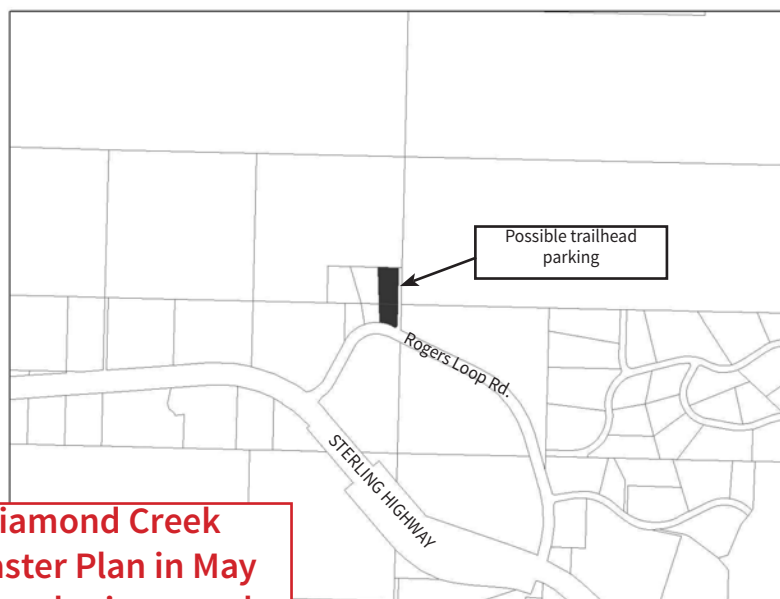 Possible trailhead
parking
Rogers Loop Rd.
STERLING HIGHWAY
iamond Creek
aster Plan in May